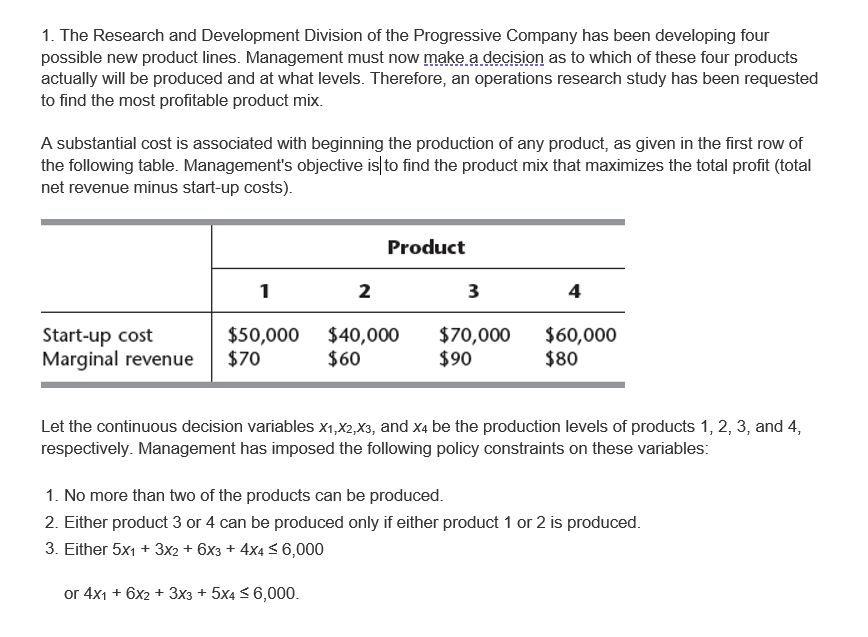 1. The Research and Development Division of the Progressive Company has been developing four
possible new product lines. Management must now make a decision as to which of these four products
actually will be produced and at what levels. Therefore, an operations research study has been requested
to find the most profitable product mix.
A substantial cost is associated with beginning the production of any product, as given in the first row of
the following table. Management's objective is to find the product mix that maximizes the total profit (total
net revenue minus start-up costs).
Product
1 2 3 4
Start-up cost $50,000 $40,000 $70,000 $60,000
Marginal revenue $70 $60 $90 $80
Let the continuous decision variables x₁,x₂,x₃, and x₄ be the production levels of products 1, 2, 3, and 4,
respectively. Management has imposed the following policy constraints on these variables:
1. No more than two of the products can be produced.
2. Either product 3 or 4 can be produced only if either product 1 or 2 is produced.
3. Either 5x₁ + 3x₂ + 6x₃ + 4x₄ ≤ 6,000
or 4x₁ + 6x₂ + 3x₃ + 5x₄ ≤ 6,000.